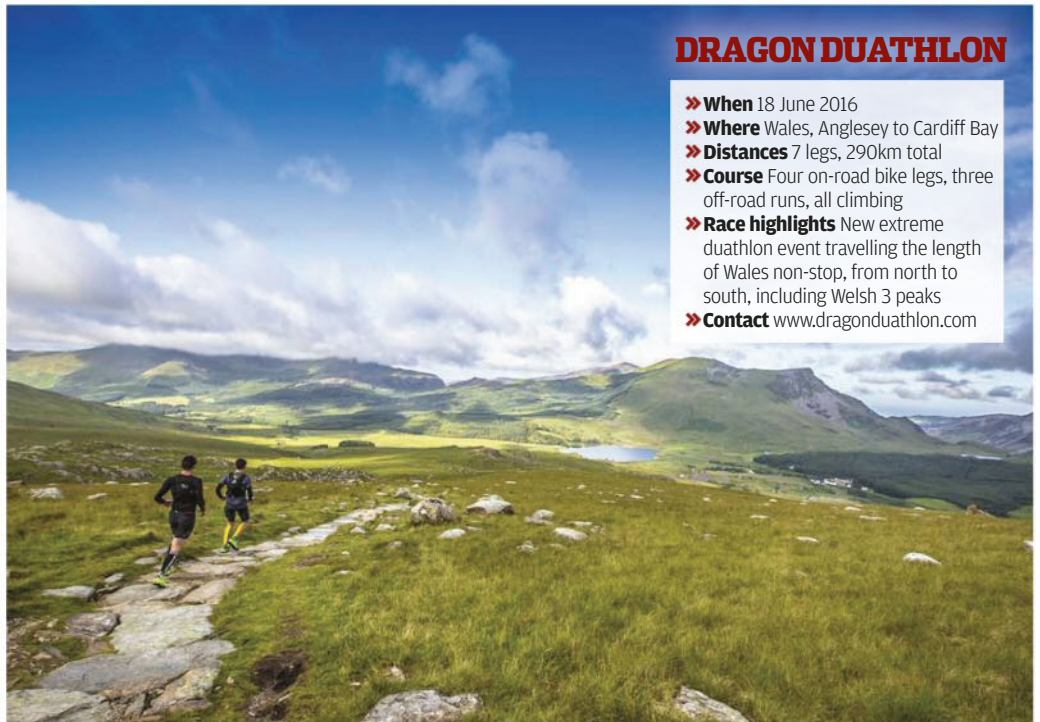 DRAGON DUATHLON
» When 18 June 2016
» Where Wales, Anglesey to Cardiff Bay
» Distances 7 legs, 290km total
» Course Four on-road bike legs, three
off-road runs, all climbing
» Race highlights New extreme
duathlon event travelling the length
of Wales non-stop, from north to
south, including Welsh 3 peaks
» Contact www.dragonduathlon.com